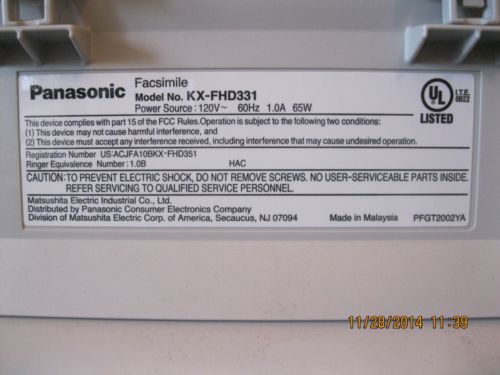 Panasonic
Facsimile
Model No. KX-FHD331
Power Source : 120V~ 60Hz 1.0A 65W
UL
LISTED
I.T.E.
8B22
This device complies with part 15 of the FCC Rules.Operation is subject to the following two conditions:
(1) This device may not cause harmful interference, and
(2) This device must accept any interference received, including interference that may cause undesired operation.
Registration Number US:ACJFA10BKX-FHD351
Ringer Equivalence Number : 1.0B HAC
CAUTION:TO PREVENT ELECTRIC SHOCK, DO NOT REMOVE SCREWS. NO USER-SERVICEABLE PARTS INSIDE.
REFER SERVICING TO QUALIFIED SERVICE PERSONNEL.
Matsushita Electric Industrial Co., Ltd.
Distributed by Panasonic Consumer Electronics Company
Division of Matsushita Electric Corp. of America, Secaucus, NJ 07094 Made in Malaysia PFGT2002YA
11/28/2014 11:39